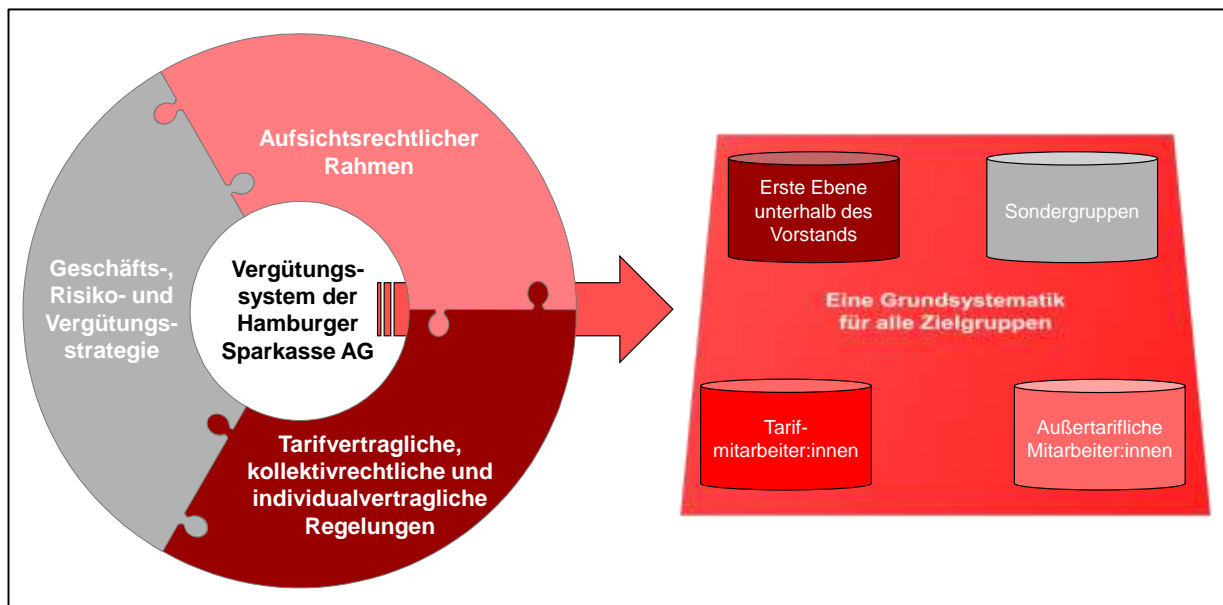 Aufsichtsrechtlicher
Rahmen
Geschäfts-,
Risiko- und
Vergütungs-
strategie
Vergütungs-
system der
Hamburger
Sparkasse AG
Tarifvertragliche,
kollektivrechtliche und
individualvertragliche
Regelungen
Erste Ebene
unterhalb des
Vorstands
Sondergruppen
Eine Grundsystematik
für alle Zielgruppen
Tarif-
mitarbeiter:innen
Außertarifliche
Mitarbeiter:innen